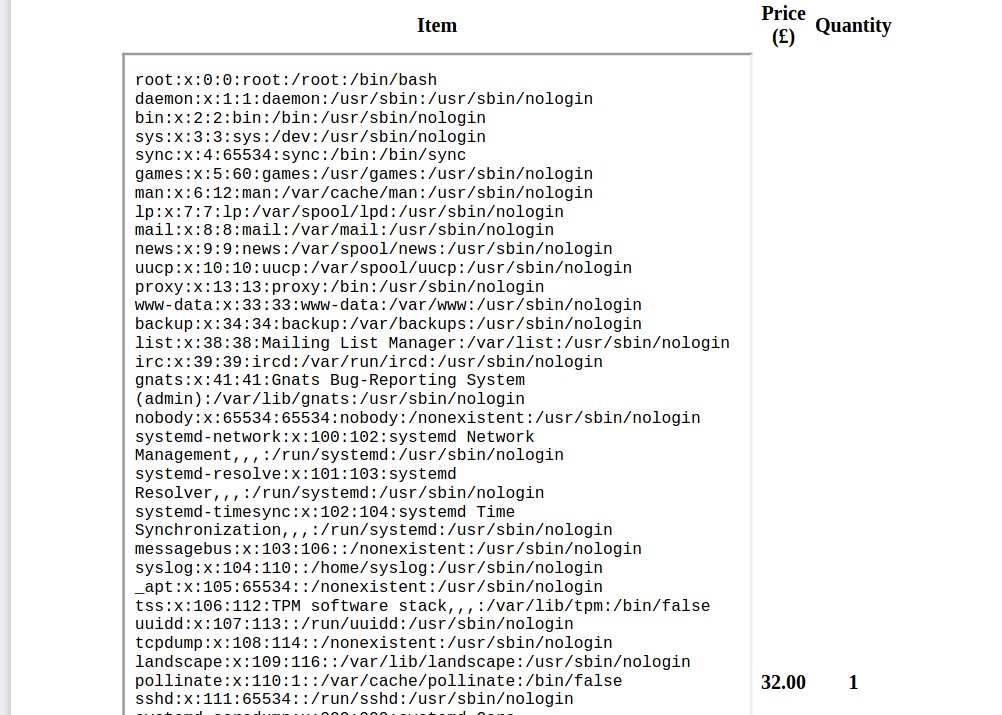 Item Price (£) Quantity
root:x:0:0:root:/root:/bin/bash
daemon:x:1:1:daemon:/usr/sbin:/usr/sbin/nologin
bin:x:2:2:bin:/bin:/usr/sbin/nologin
sys:x:3:3:sys:/dev:/usr/sbin/nologin
sync:x:4:65534:sync:/bin:/bin/sync
games:x:5:60:games:/usr/games:/usr/sbin/nologin
man:x:6:12:man:/var/cache/man:/usr/sbin/nologin
lp:x:7:7:lp:/var/spool/lpd:/usr/sbin/nologin
mail:x:8:8:mail:/var/mail:/usr/sbin/nologin
news:x:9:9:news:/var/spool/news:/usr/sbin/nologin
uucp:x:10:10:uucp:/var/spool/uucp:/usr/sbin/nologin
proxy:x:13:13:proxy:/bin:/usr/sbin/nologin
www-data:x:33:33:www-data:/var/www:/usr/sbin/nologin
backup:x:34:34:backup:/var/backups:/usr/sbin/nologin
list:x:38:38:Mailing List Manager:/var/list:/usr/sbin/nologin
irc:x:39:39:ircd:/var/run/ircd:/usr/sbin/nologin
gnats:x:41:41:Gnats Bug-Reporting System
(admin):/var/lib/gnats:/usr/sbin/nologin
nobody:x:65534:65534:nobody:/nonexistent:/usr/sbin/nologin
systemd-network:x:100:102:systemd Network
Management,,,:/run/systemd:/usr/sbin/nologin
systemd-resolve:x:101:103:systemd
Resolver,,,:/run/systemd:/usr/sbin/nologin
systemd-timesync:x:102:104:systemd Time
Synchronization,,,:/run/systemd:/usr/sbin/nologin
messagebus:x:103:106::/nonexistent:/usr/sbin/nologin
syslog:x:104:110::/home/syslog:/usr/sbin/nologin
_apt:x:105:65534::/nonexistent:/usr/sbin/nologin
tss:x:106:112:TPM software stack,,,:/var/lib/tpm:/bin/false
uuidd:x:107:113::/run/uuidd:/usr/sbin/nologin
tcpdump:x:108:114::/nonexistent:/usr/sbin/nologin
landscape:x:109:116::/var/lib/landscape:/usr/sbin/nologin
pollinate:x:110:1::/var/cache/pollinate:/bin/false 32.00 1
sshd:x:111:65534::/run/sshd:/usr/sbin/nologin